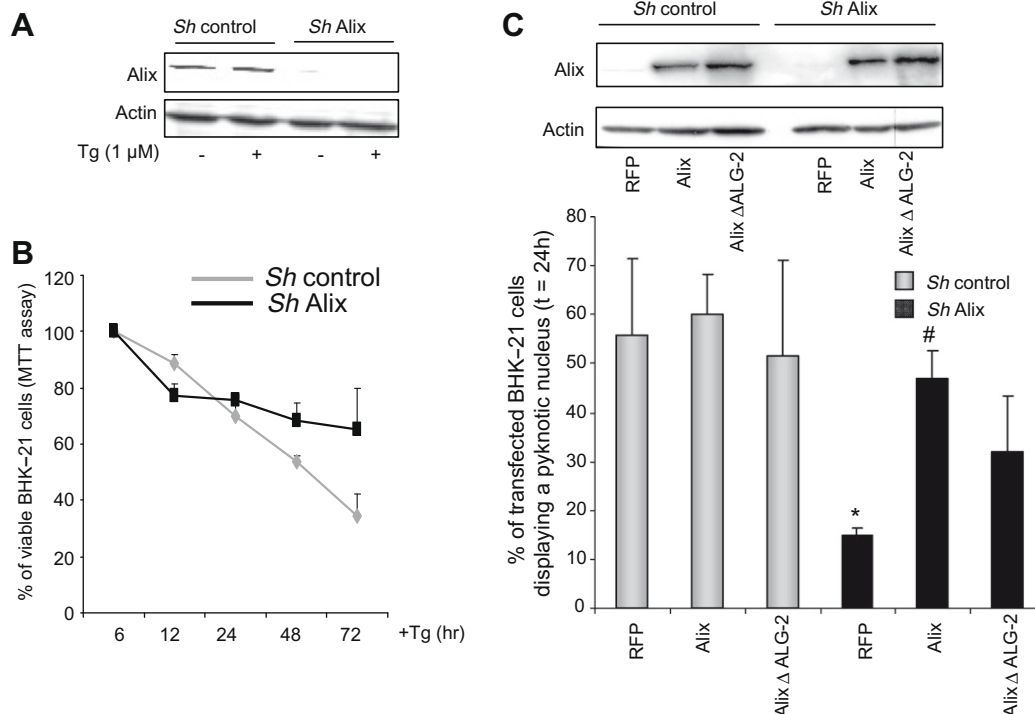 A
Sh control Sh Alix
Alix
Actin
Tg (1 µM) - + - +
B
% of viable BHK−21 cells (MTT assay)
120
100
80
60
40
20
0
Sh control
Sh Alix
6 12 24 48 72 +Tg (hr)
C
Sh control Sh Alix
Alix
Actin
RFP Alix Alix Δ ALG-2 RFP Alix Alix Δ ALG-2
% of transfected BHK−21 cells
displaying a pyknotic nucleus (t = 24h)
80
70
60
50
40
30
20
10
0
Sh control
Sh Alix
*
#
RFP Alix Alix Δ ALG-2 RFP Alix Alix Δ ALG-2